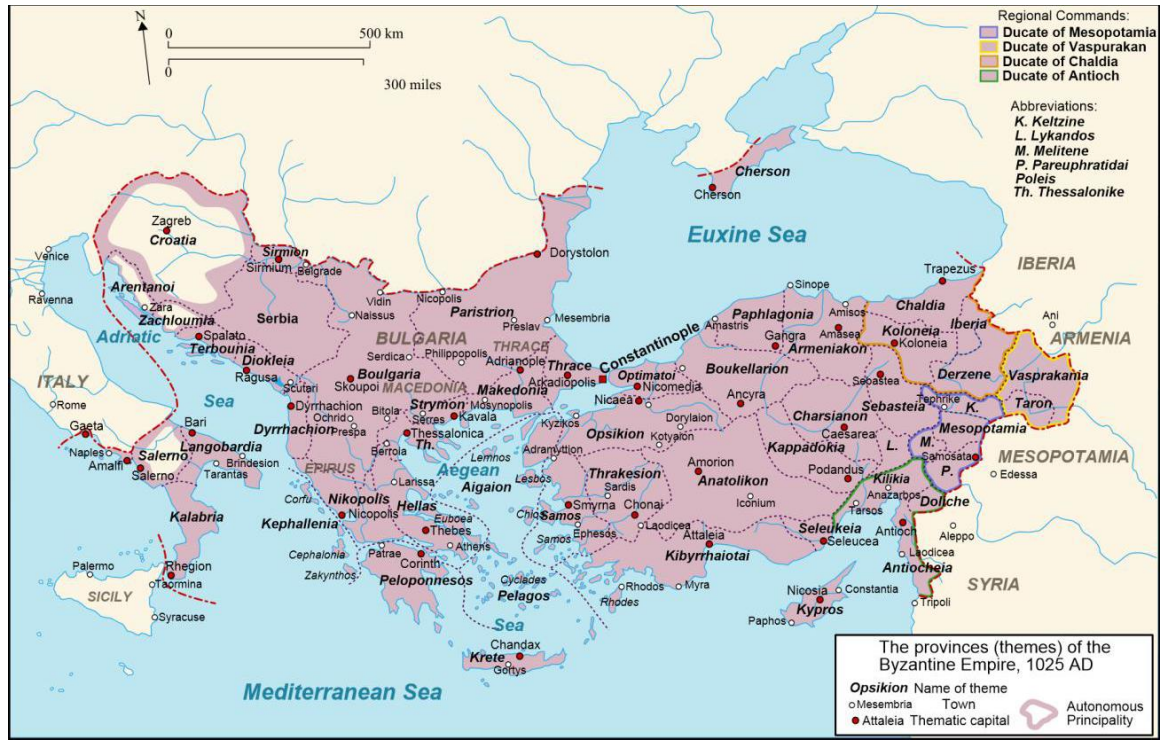 N
0
500 km
0
300 miles
Regional Commands:
Ducate of Mesopotamia
Ducate of Vaspurakan
Ducate of Chaldia
Ducate of Antioch
Abbreviations:
K. Keltzine
L. Lykandos
M. Melitene
P. Pareuphratidai
Poleis
Th. Thessalonike
Cherson
Cherson
Euxine Sea
Zagreb
Croatia
Venice
Ravenna
Sirmion
Sirmium
Belgrade
Dorystolon
Arentanoi
Zara
Zachloumia
Adriatic
Sea
Spalato
Terbounia
Diokleia
Ragusa
Serbia
Vidin
Naissus
Nicopolis
Paristrion
Preslav
Mesembria
BULGARIA
Serdica
Philippopolis
THRACE
Adrianople
Thrace
Arkadiopolis
Constantinople
Scutari
Skoupoi
Boulgaria
MACEDONIA
Makedonia
Mosynopolis
Strymon
Serres
Kavala
Dyrrhachion
Ohrido
Prespa
Bitola
Dyrrhachion
Thessalonica
Th.
Berroia
EPIRUS
Larissa
Corfu
Nikopolis
Nicopolis
Kephallenia
Hellas
Thebes
Euboea
Athens
Cephalonia
Zakynthos
Patrae
Corinth
Peloponnesos
Aegean
Sea
Lemnos
Aigaion
Lesbos
Chios
Samos
Samos
Cyclades
Pelagos
Krete
Chandax
Gortys
ITALY
Rome
Gaeta
Naples
Amalfi
Salerno
Salerno
Bari
Langobardia
Brindesion
Tarantas
Kalabria
Rhegion
Palermo
Taormina
SICILY
Syracuse
Mediterranean Sea
Sinope
Amastris
Paphlagonia
Gangra
Amisos
Amasea
Armeniakon
Optimatoi
Nicomedia
Nicaea
Boukellarion
Ancyra
Kyzikos
Dorylaion
Kotyaion
Opsikion
Adramyttion
Thrakesion
Sardis
Smyrna
Ephesos
Chonai
Laodicea
Amorion
Anatolikon
Iconium
Attaleia
Kibyrrhaiotai
Rhodos
Rhodes
Myra
Charsianon
Caesarea
Kappadokia
Podandus
Seleukeia
Seleucea
Nicosia
Constantia
Kypros
Paphos
Trapezus
Chaldia
Koloneia
Koloneia
Iberia
Derzene
Sebastea
Sebasteia
Tephrike
K.
Mesopotamia
M.
L.
P.
Samosata
Kilikia
Anazarbos
Tarsos
Doliche
Antioch
Laodicea
Antiocheia
Tripoli
Aleppo
Edessa
SYRIA
MESOPOTAMIA
IBERIA
Ani
ARMENIA
Vasprakania
Taron
The provinces (themes) of the
Byzantine Empire, 1025 AD
Opsikion Name of theme
Mesembria Town
Attaleia Thematic capital
Autonomous
Principality